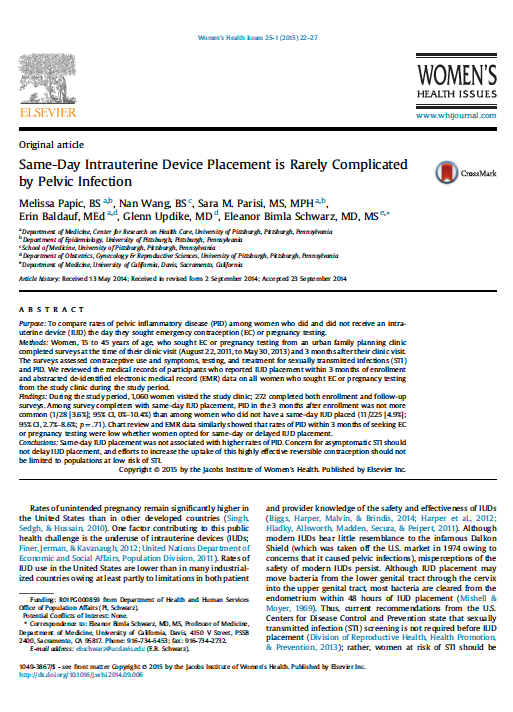 Women's Health Issues 25-1 (2015) 22–27
ELSEVIER
WOMEN'S
HEALTH ISSUES
www.whijournal.com
Original article
Same-Day Intrauterine Device Placement is Rarely Complicated
by Pelvic Infection
CrossMark
Melissa Papic, BS a,b, Nan Wang, BS c, Sara M. Parisi, MS, MPH a,b,
Erin Baldauf, MEd a,d, Glenn Updike, MD d, Eleanor Bimla Schwarz, MD, MS e,*
a Department of Medicine, Center for Research on Health Care, University of Pittsburgh, Pittsburgh, Pennsylvania
b Department of Epidemiology, University of Pittsburgh, Pittsburgh, Pennsylvania
c School of Medicine, University of Pittsburgh, Pittsburgh, Pennsylvania
d Department of Obstetrics, Gynecology & Reproductive Sciences, University of Pittsburgh, Pittsburgh, Pennsylvania
e Department of Medicine, University of California, Davis, Sacramento, California
Article history: Received 13 May 2014; Received in revised form 2 September 2014; Accepted 23 September 2014
A B S T R A C T
Purpose: To compare rates of pelvic inflammatory disease (PID) among women who did and did not receive an intra-
uterine device (IUD) the day they sought emergency contraception (EC) or pregnancy testing.
Methods: Women, 15 to 45 years of age, who sought EC or pregnancy testing from an urban family planning clinic
completed surveys at the time of their clinic visit (August 22, 2011, to May 30, 2013) and 3 months after their clinic visit.
The surveys assessed contraceptive use and symptoms, testing, and treatment for sexually transmitted infections (STI)
and PID. We reviewed the medical records of participants who reported IUD placement within 3 months of enrollment
and abstracted de-identified electronic medical record (EMR) data on all women who sought EC or pregnancy testing
from the study clinic during the study period.
Findings: During the study period, 1,060 women visited the study clinic; 272 completed both enrollment and follow-up
surveys. Among survey completers with same-day IUD placement, PID in the 3 months after enrollment was not more
common (1/28 [3.6%]; 95% CI, 0%–10.4%) than among women who did not have a same-day IUD placed (11/225 [4.9%];
95% CI, 2.7%–8.6%; p = .71). Chart review and EMR data similarly showed that rates of PID within 3 months of seeking EC
or pregnancy testing were low whether women opted for same-day or delayed IUD placement.
Conclusions: Same-day IUD placement was not associated with higher rates of PID. Concern for asymptomatic STI should
not delay IUD placement, and efforts to increase the uptake of this highly effective reversible contraception should not
be limited to populations at low risk of STI.
Copyright © 2015 by the Jacobs Institute of Women's Health. Published by Elsevier Inc.
Rates of unintended pregnancy remain significantly higher in
the United States than in other developed countries (Singh,
Sedgh, & Hussain, 2010). One factor contributing to this public
health challenge is the underuse of intrauterine devices (IUDs;
Finer, Jerman, & Kavanaugh, 2012; United Nations Department of
Economic and Social Affairs, Population Division, 2011). Rates of
IUD use in the United States are lower than in many industrial-
ized countries owing at least partly to limitations in both patient
Funding: R01PG000859 from Department of Health and Human Services
Office of Population Affairs (PI, Schwarz).
Potential Conflicts of Interest: None.
* Correspondence to: Eleanor Bimla Schwarz, MD, MS, Professor of Medicine,
Department of Medicine, University of California, Davis, 4150 V Street, PSSB
2400, Sacramento, CA 95817. Phone: 916-734-5453; fax: 916-734-2732.
E-mail address: ebschwarz@ucdavis.edu (E.B. Schwarz).
and provider knowledge of the safety and effectiveness of IUDs
(Biggs, Harper, Malvin, & Brindis, 2014; Harper et al., 2012;
Hladky, Allsworth, Madden, Secura, & Peipert, 2011). Although
modern IUDs bear little resemblance to the infamous Dalkon
Shield (which was taken off the U.S. market in 1974 owing to
concerns that it caused pelvic infections), misperceptions of the
safety of modern IUDs persist. Although IUD placement may
move bacteria from the lower genital tract through the cervix
into the upper genital tract, most bacteria are cleared from the
endometrium within 48 hours of IUD placement (Mishell &
Moyer, 1969). Thus, current recommendations from the U.S.
Centers for Disease Control and Prevention state that sexually
transmitted infection (STI) screening is not required before IUD
placement (Division of Reproductive Health, Health Promotion,
& Prevention, 2013); rather, women at risk of STI should be
1049-3867/$ - see front matter Copyright © 2015 by the Jacobs Institute of Women's Health. Published by Elsevier Inc.
http://dx.doi.org/10.1016/j.whi.2014.09.006